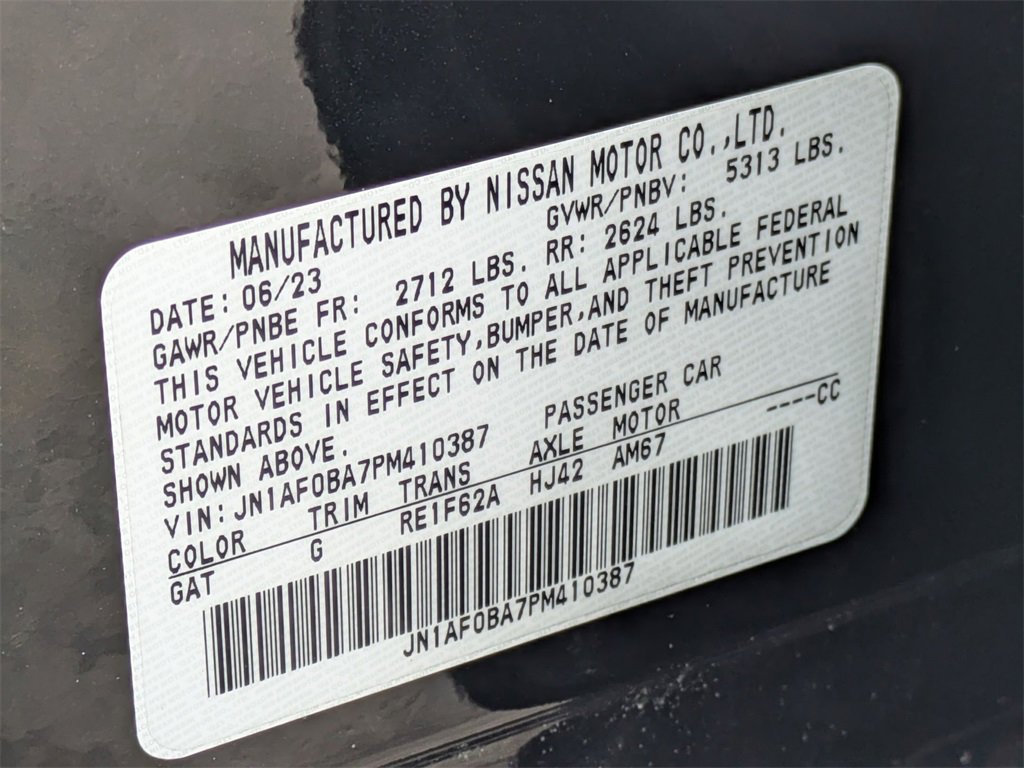 MANUFACTURED BY NISSAN MOTOR CO.,LTD.
DATE: 06/23 GVWR/PNBV: 5313 LBS.
GAWR/PNBE FR: 2712 LBS. RR: 2624 LBS.
THIS VEHICLE CONFORMS TO ALL APPLICABLE FEDERAL
MOTOR VEHICLE SAFETY,BUMPER,AND THEFT PREVENTION
STANDARDS IN EFFECT ON THE DATE OF MANUFACTURE
SHOWN ABOVE.
VIN: JN1AF0BA7PM410387 PASSENGER CAR
COLOR TRIM TRANS AXLE MOTOR
GAT G RE1F62A HJ42 AM67 ----CC
JN1AF0BA7PM410387